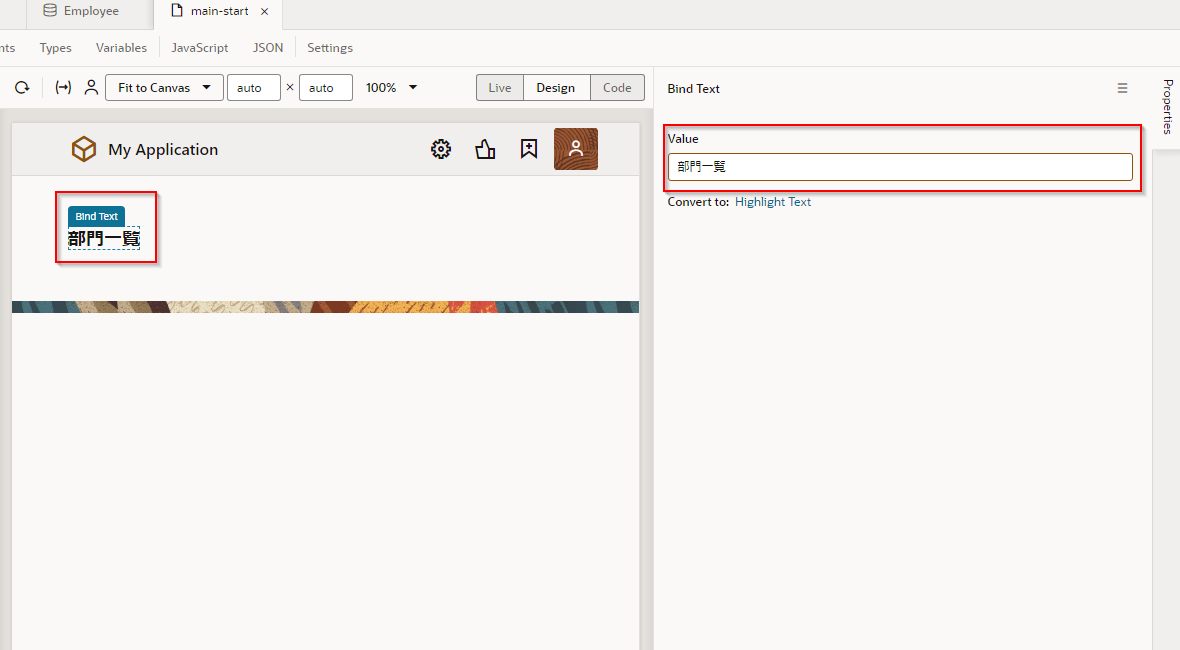 Employee
main-start ×
nts Types Variables JavaScript JSON Settings
Fit to Canvas auto × auto 100% Live Design Code
Bind Text
Properties
My Application
Value
部門一覧
Convert to: Highlight Text
Bind Text
部門一覧